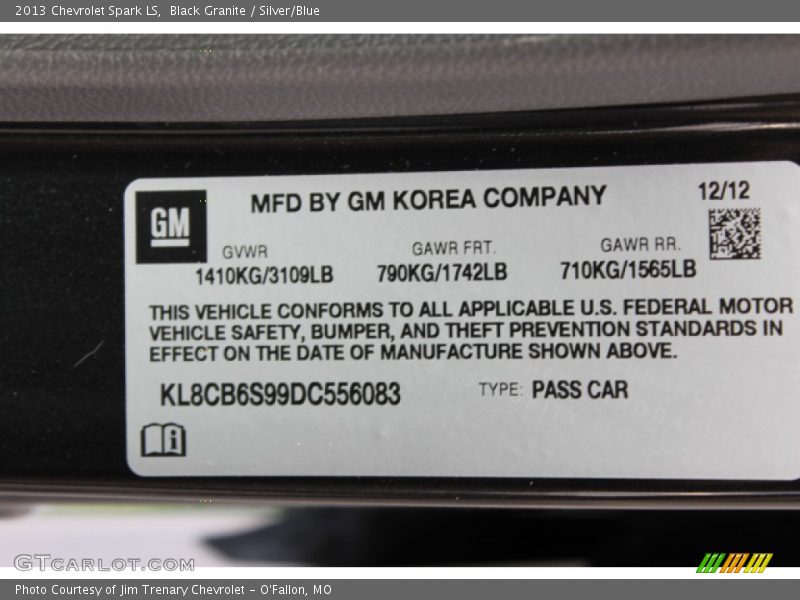 2013 Chevrolet Spark LS,  Black Granite / Silver/Blue
MFD BY GM KOREA COMPANY
12/12
GM
GVWR
GAWR FRT.
GAWR RR.
1410KG/3109LB
790KG/1742LB
710KG/1565LB
THIS VEHICLE CONFORMS TO ALL APPLICABLE U.S. FEDERAL MOTOR
VEHICLE SAFETY, BUMPER, AND THEFT PREVENTION STANDARDS IN
EFFECT ON THE DATE OF MANUFACTURE SHOWN ABOVE.
KL8CB6S99DC556083
TYPE: PASS CAR
i
GTCARLOT.COM
Photo Courtesy of Jim Trenary Chevrolet - O'Fallon, MO